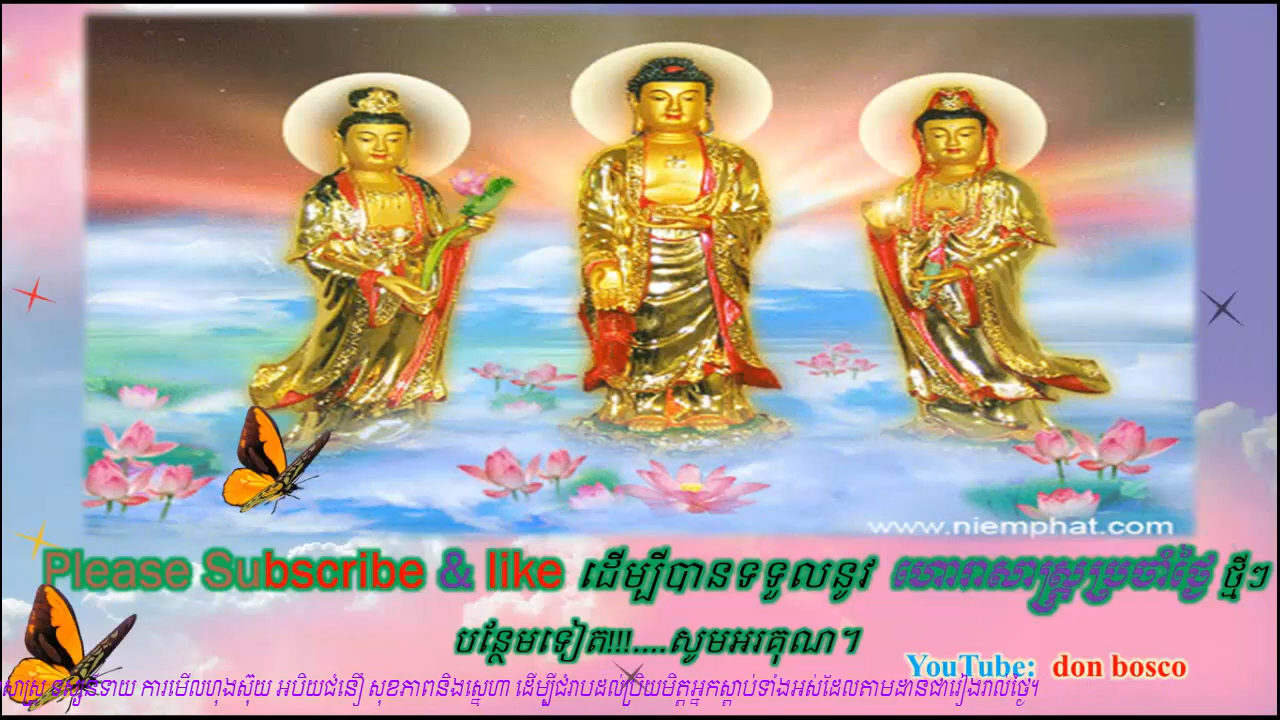 www.niemphat.com
Please Subscribe & like ដើម្បីបានទទួលនូវ ហោរាសាស្ត្រប្រចាំថ្ងៃ ថ្មីៗ
បន្ថែមទៀត!!!....សូមអរគុណ។
YouTube: don bosco
សាស្ត្រ ទស្សន៍ទាយ ការមើលហុងស៊ុយ អបិយជំនឿ សុខភាពនិងស្នេហា ដើម្បីជំរាបដល់ប្រិយមិត្តអ្នកស្តាប់ទាំងអស់ដែលតាមដានជារៀងរាល់ថ្ងៃ។